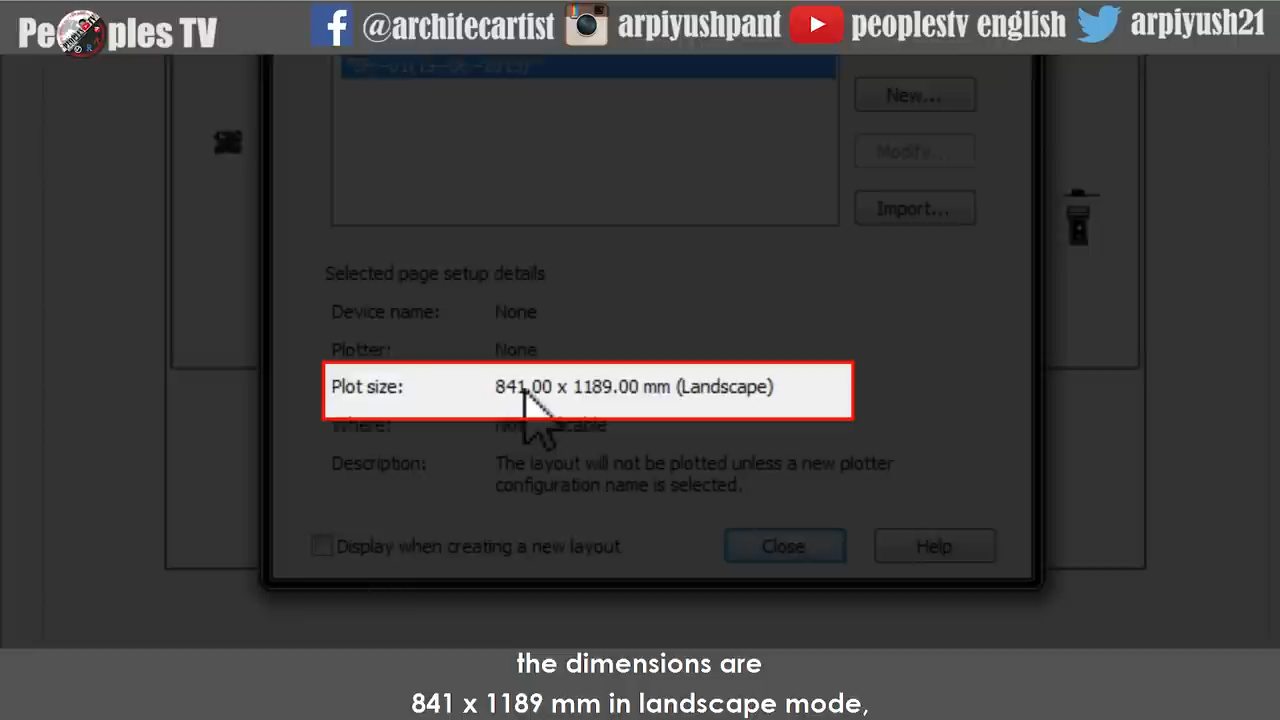 Peoples TV @architecartist arpiyushpant peoplestv english arpiyush21
New...
Modify...
Import...
Selected page setup details
Device name: None
Plotter: None
Plot size: 841.00 x 1189.00 mm (Landscape)
Where:
Description: The layout will not be plotted unless a new plotter
configuration name is selected.
Display when creating a new layout Close Help
the dimensions are
841 x 1189 mm in landscape mode,